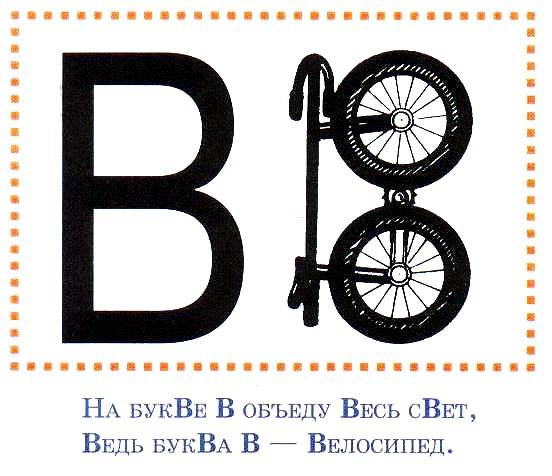 В
На букВе В объеду Весь сВет,
Ведь букВа В — Велосипед.